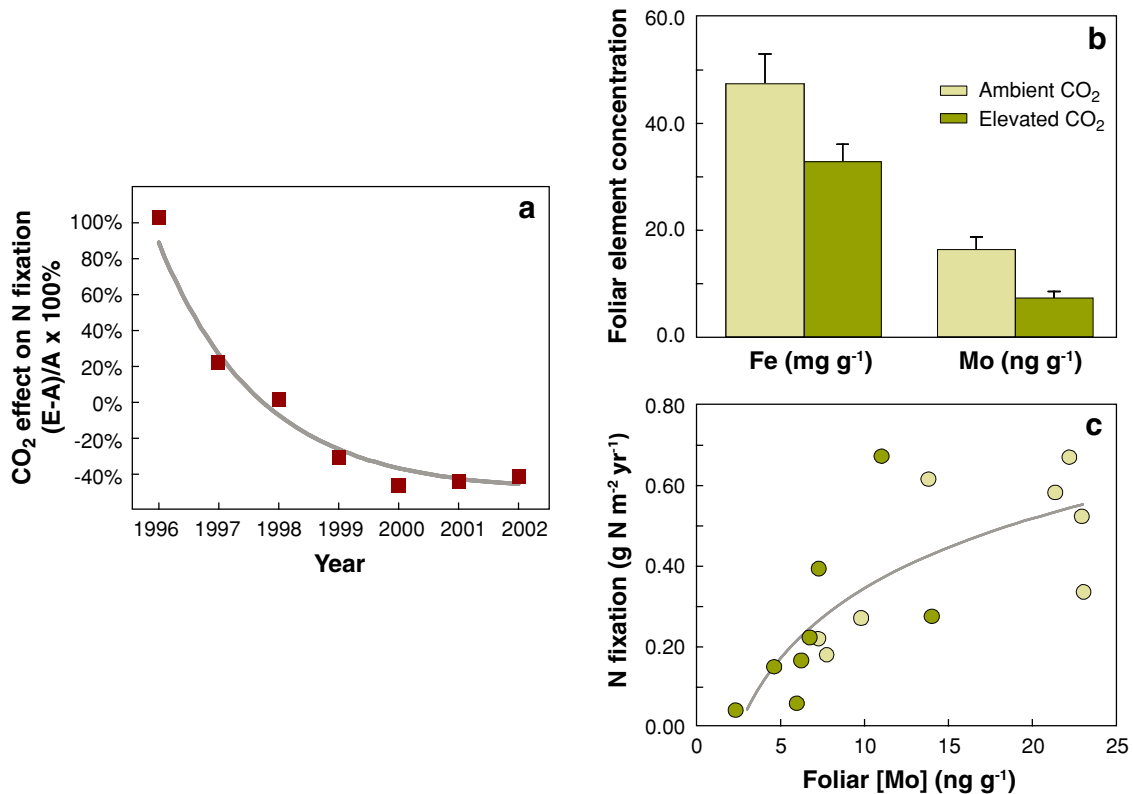 a
CO₂ effect on N fixation
(E-A)/A x 100%
100%
80%
60%
40%
20%
0%
-20%
-40%
1996 1997 1998 1999 2000 2001 2002
Year
b
Foliar element concentration
60.0
40.0
20.0
0.0
Ambient CO₂
Elevated CO₂
Fe (mg g⁻¹) Mo (ng g⁻¹)
c
N fixation (g N m⁻² yr⁻¹)
0.80
0.60
0.40
0.20
0.00
0 5 10 15 20 25
Foliar [Mo] (ng g⁻¹)